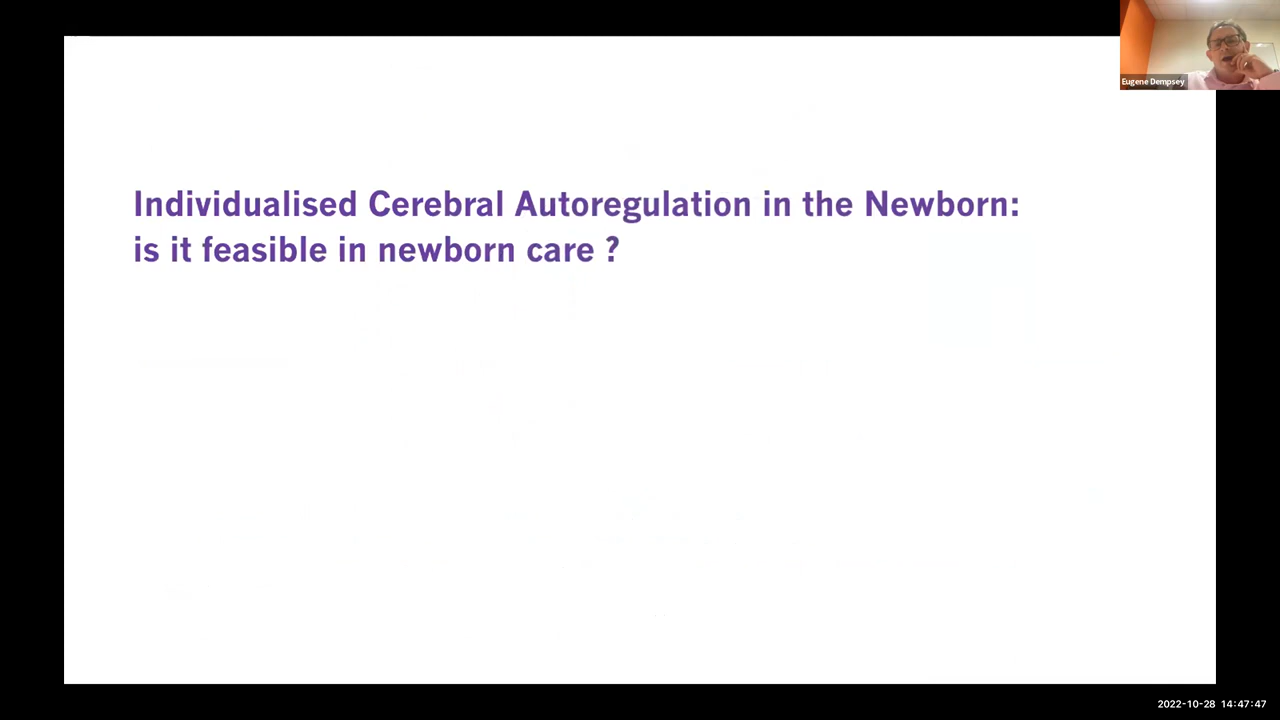 Eugene Dempsey
Individualised Cerebral Autoregulation in the Newborn:
is it feasible in newborn care ?
2022-10-28 14:47:47